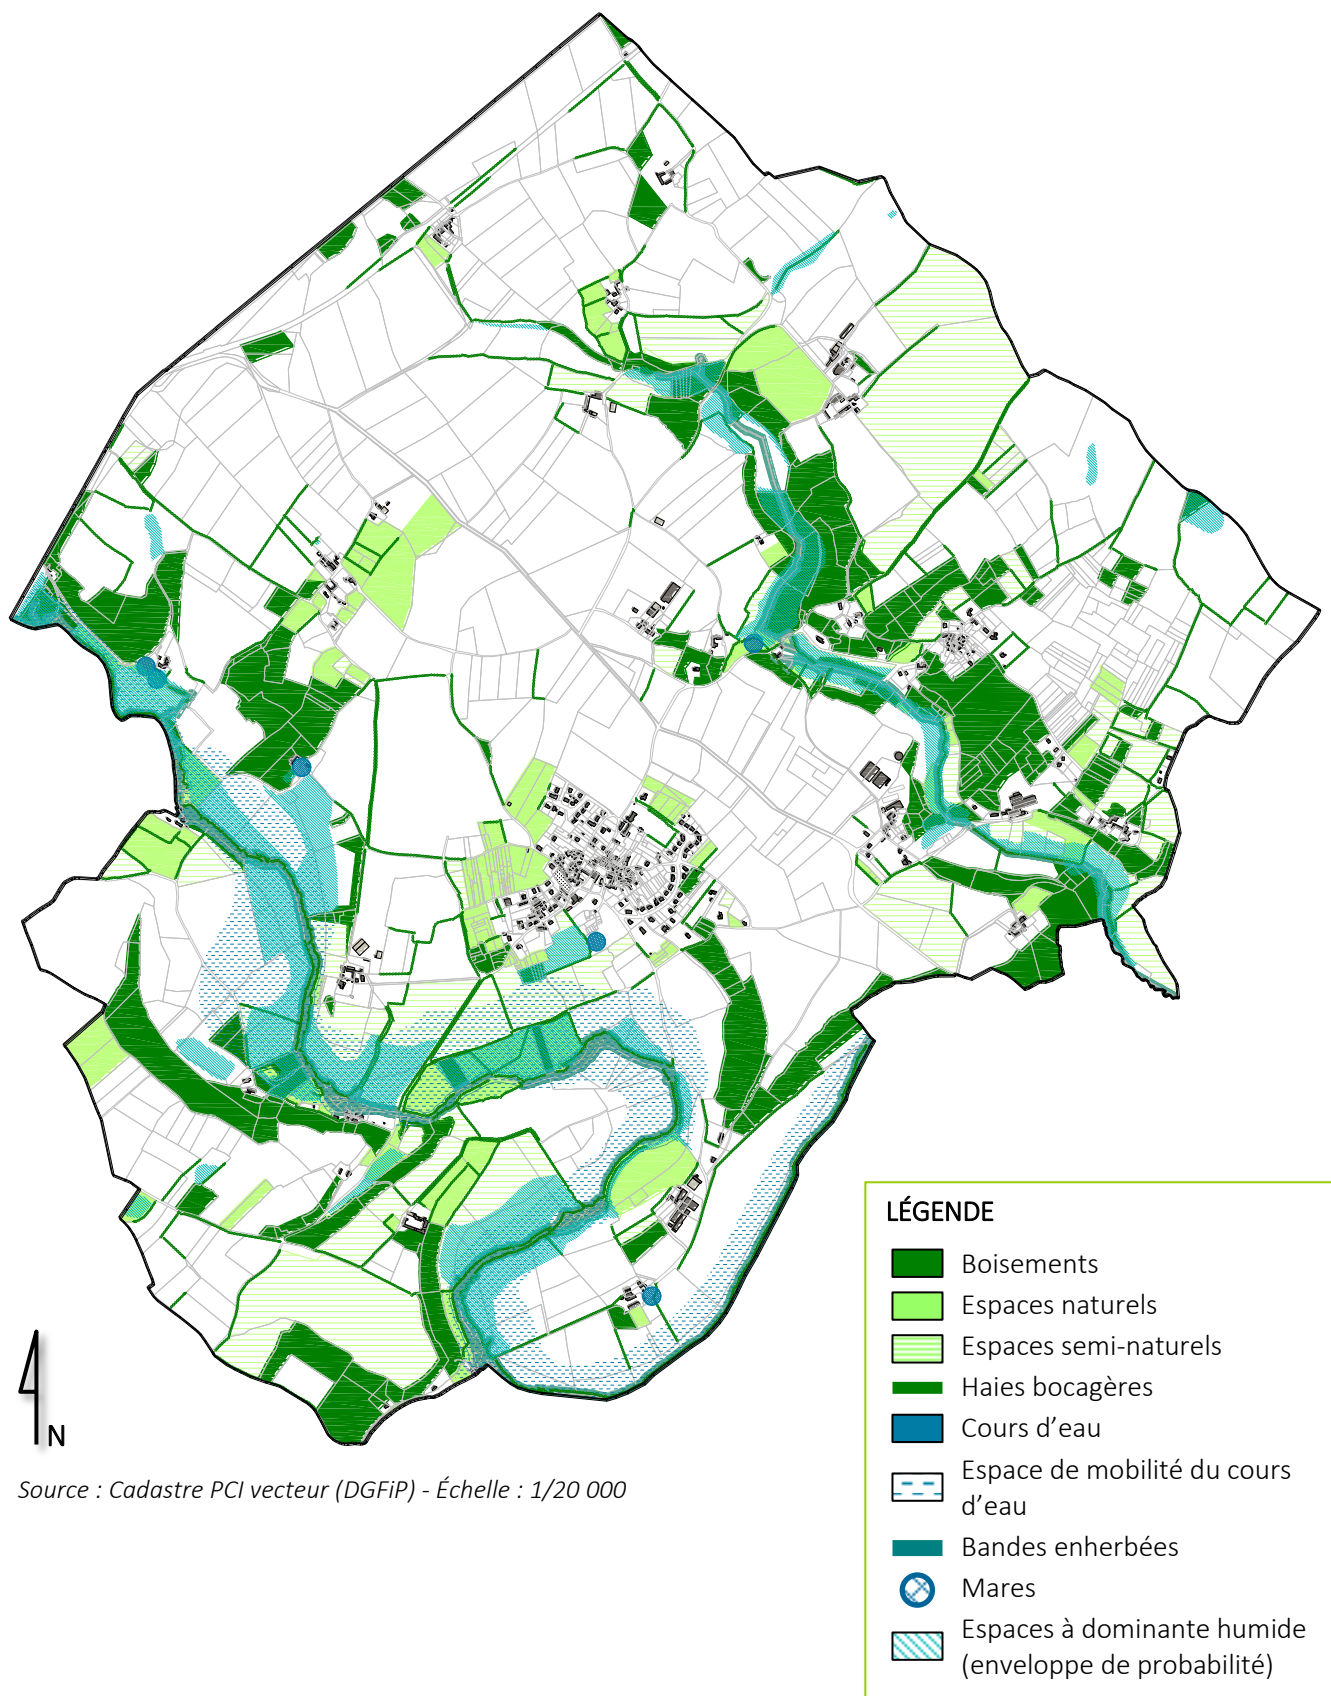 LÉGENDE
Boisements
Espaces naturels
Espaces semi-naturels
Haies bocagères
Cours d’eau
Espace de mobilité du cours
d’eau
Bandes enherbées
Mares
Espaces à dominante humide
(enveloppe de probabilité)
N
Source : Cadastre PCI vecteur (DGFiP) - Échelle : 1/20 000